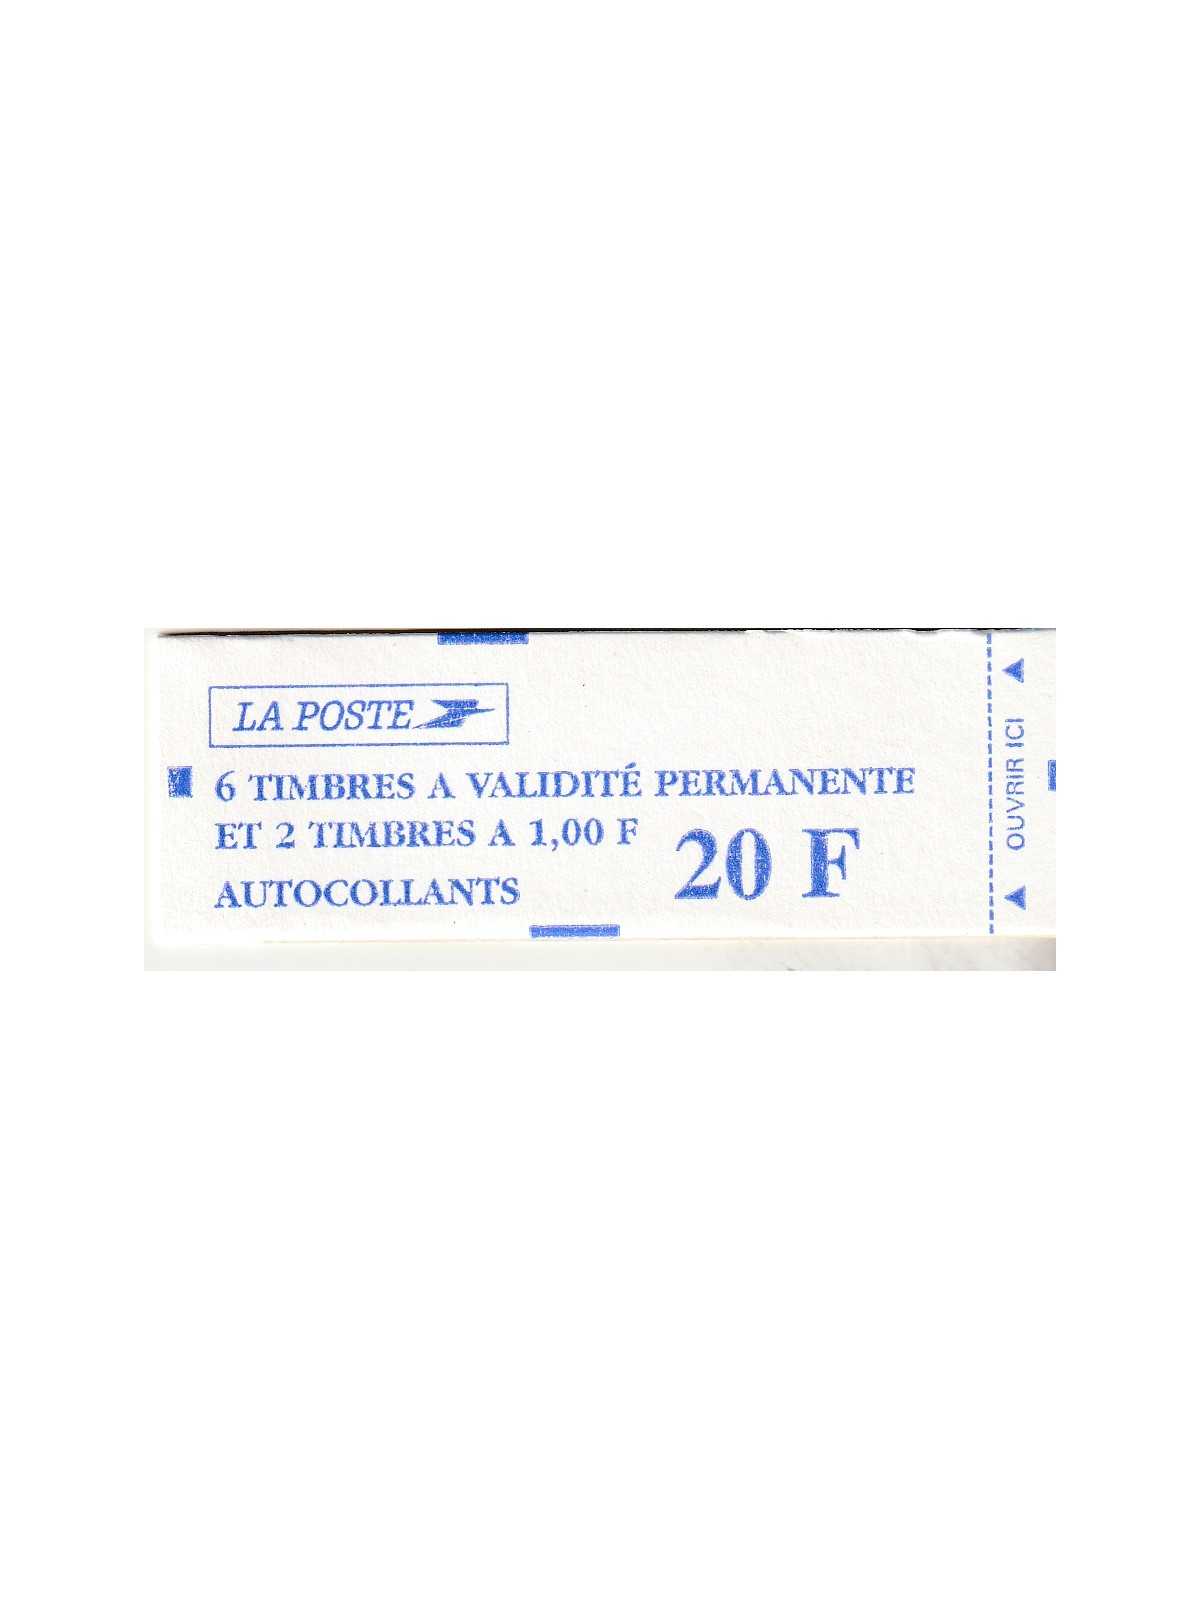 LA POSTE
6 TIMBRES A VALIDITÉ PERMANENTE
ET 2 TIMBRES A 1,00 F
AUTOCOLLANTS
20 F
OUVRIR ICI